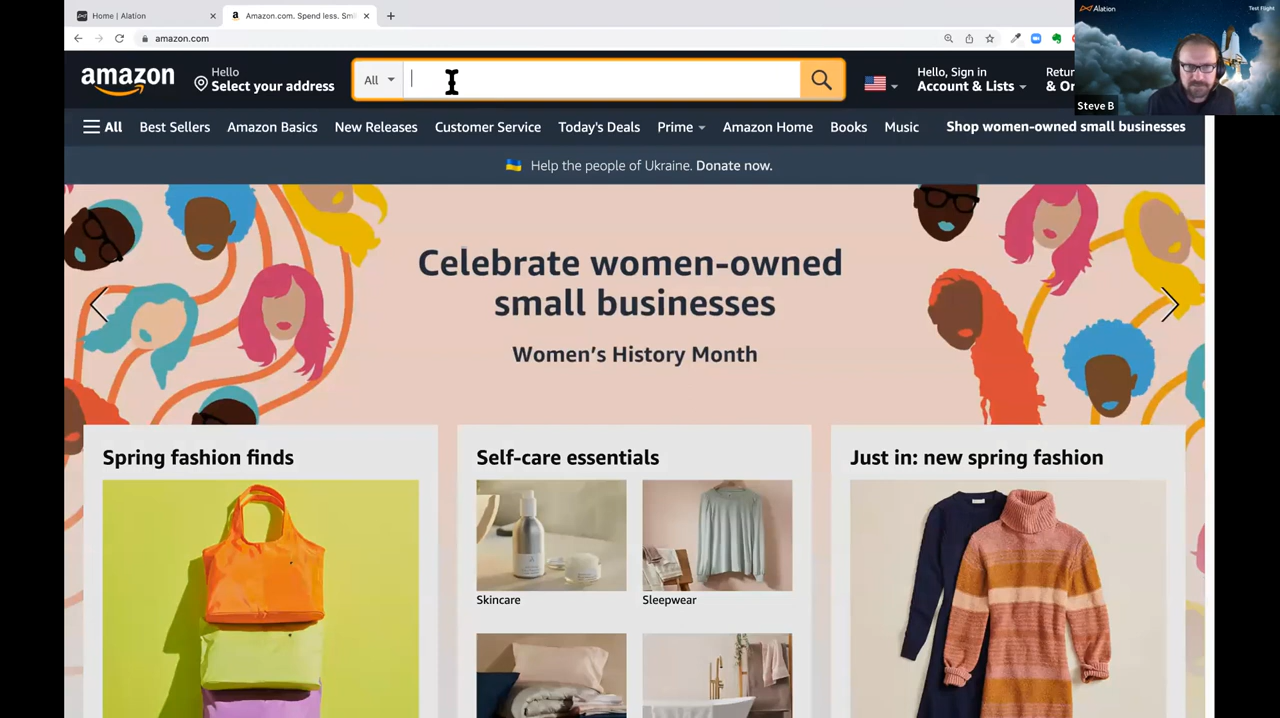 Home | Alation
Amazon.com. Spend less. Smi
amazon.com
Alation
Test Flight
Steve B
amazon
Hello
Select your address
All
Hello, Sign in
Account & Lists
Retur
& Or
All
Best Sellers
Amazon Basics
New Releases
Customer Service
Today's Deals
Prime
Amazon Home
Books
Music
Shop women-owned small businesses
Help the people of Ukraine. Donate now.
Celebrate women-owned
small businesses
Women's History Month
Spring fashion finds
Self-care essentials
Just in: new spring fashion
Skincare
Sleepwear